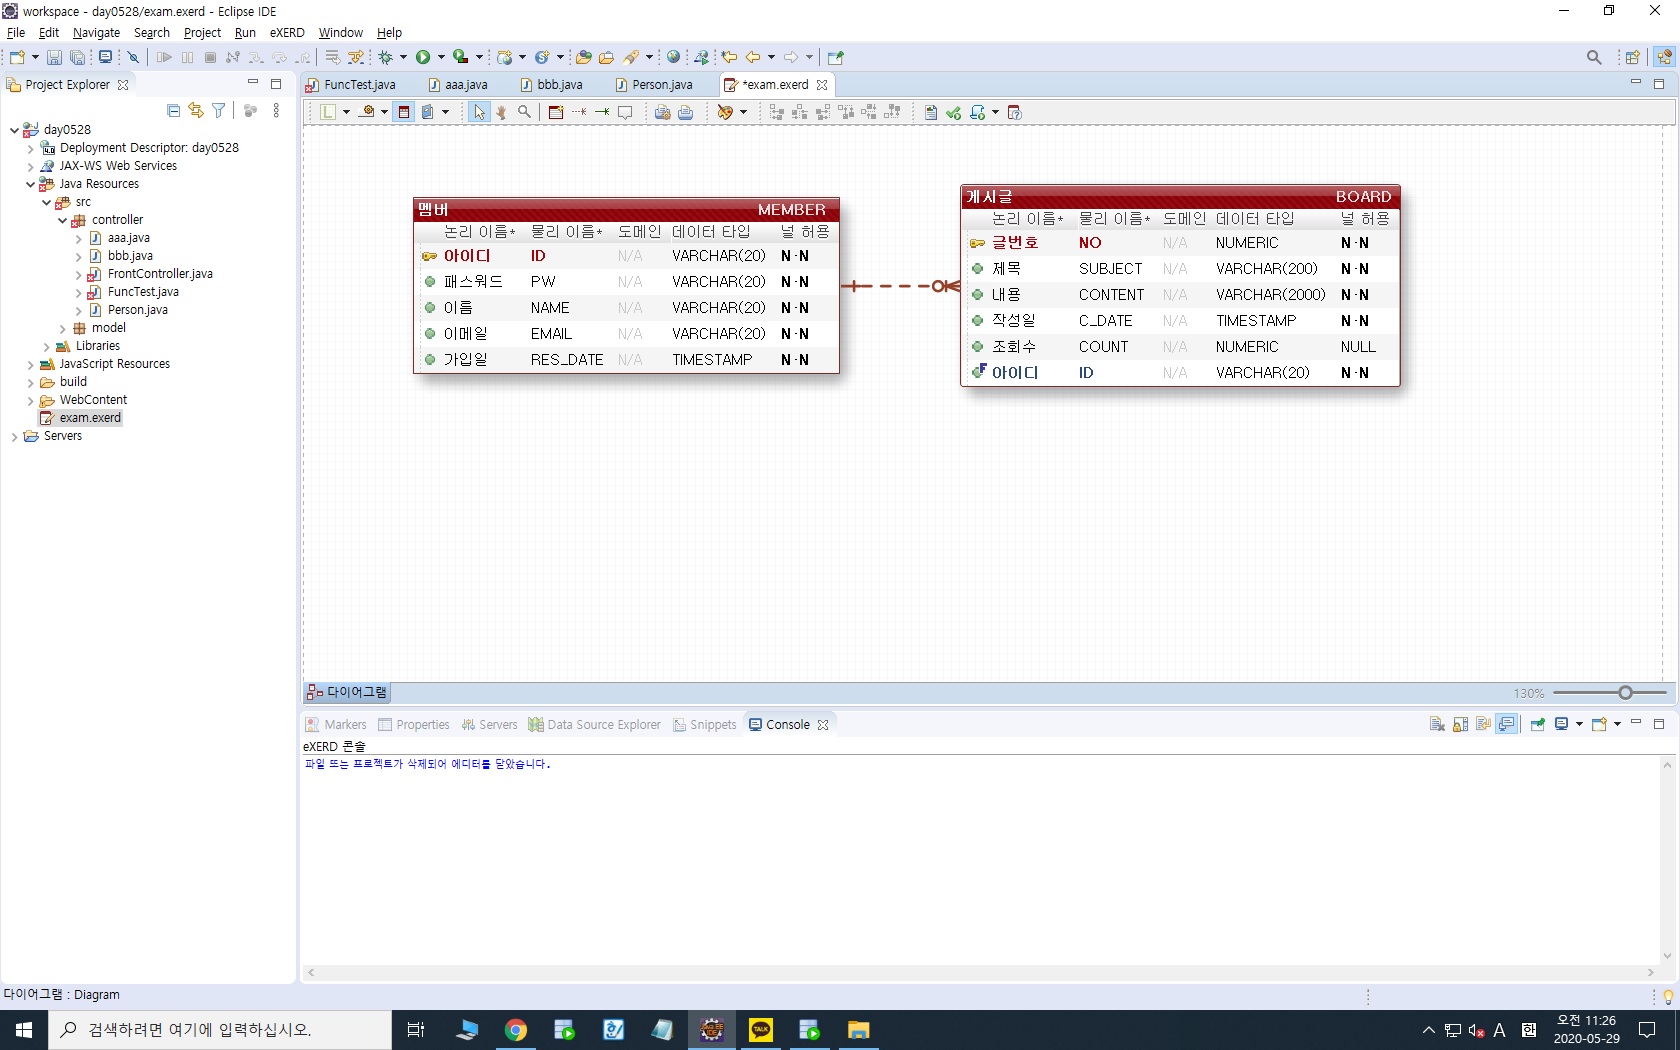 workspace - day0528/exam.exerd - Eclipse IDE
File Edit Navigate Search Project Run eXERD Window Help
Project Explorer
FuncTest.java aaa.java bbb.java Person.java *exam.exerd
day0528
Deployment Descriptor: day0528
JAX-WS Web Services
Java Resources
src
controller
aaa.java
bbb.java
FrontController.java
FuncTest.java
Person.java
model
Libraries
JavaScript Resources
build
WebContent
exam.exerd
Servers
멤버 MEMBER
논리 이름* 물리 이름* 도메인 데이터 타입 널 허용
아이디 ID N/A VARCHAR(20) N·N
패스워드 PW N/A VARCHAR(20) N·N
이름 NAME N/A VARCHAR(20) N·N
이메일 EMAIL N/A VARCHAR(20) N·N
가입일 RES_DATE N/A TIMESTAMP N·N
게시글 BOARD
논리 이름* 물리 이름* 도메인 데이터 타입 널 허용
글번호 NO N/A NUMERIC N·N
제목 SUBJECT N/A VARCHAR(200) N·N
내용 CONTENT N/A VARCHAR(2000) N·N
작성일 C_DATE N/A TIMESTAMP N·N
조회수 COUNT N/A NUMERIC NULL
아이디 ID N/A VARCHAR(20) N·N
다이어그램 130%
Markers Properties Servers Data Source Explorer Snippets Console
eXERD 콘솔
파일 또는 프로젝트가 삭제되어 에디터를 닫았습니다.
다이어그램 : Diagram
검색하려면 여기에 입력하십시오.
TALK
A 한
오전 11:26
2020-05-29